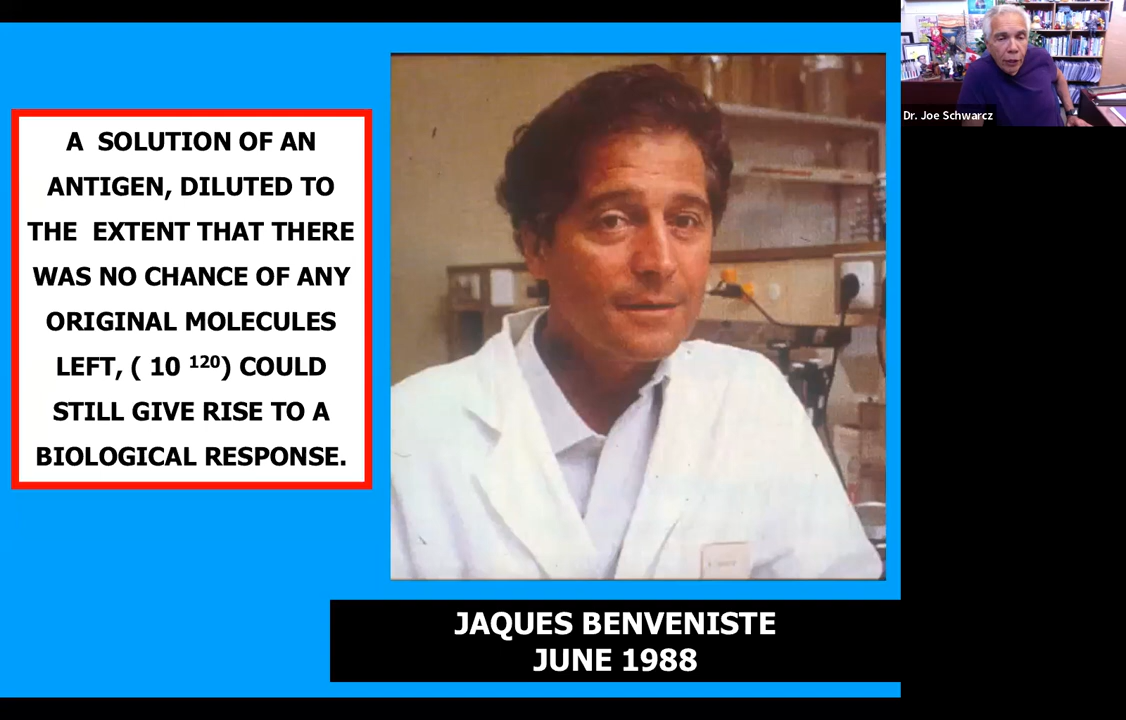 A SOLUTION OF AN
ANTIGEN, DILUTED TO
THE EXTENT THAT THERE
WAS NO CHANCE OF ANY
ORIGINAL MOLECULES
LEFT, ( 10 ¹²⁰) COULD
STILL GIVE RISE TO A
BIOLOGICAL RESPONSE.
JAQUES BENVENISTE
JUNE 1988
Dr. Joe Schwarcz